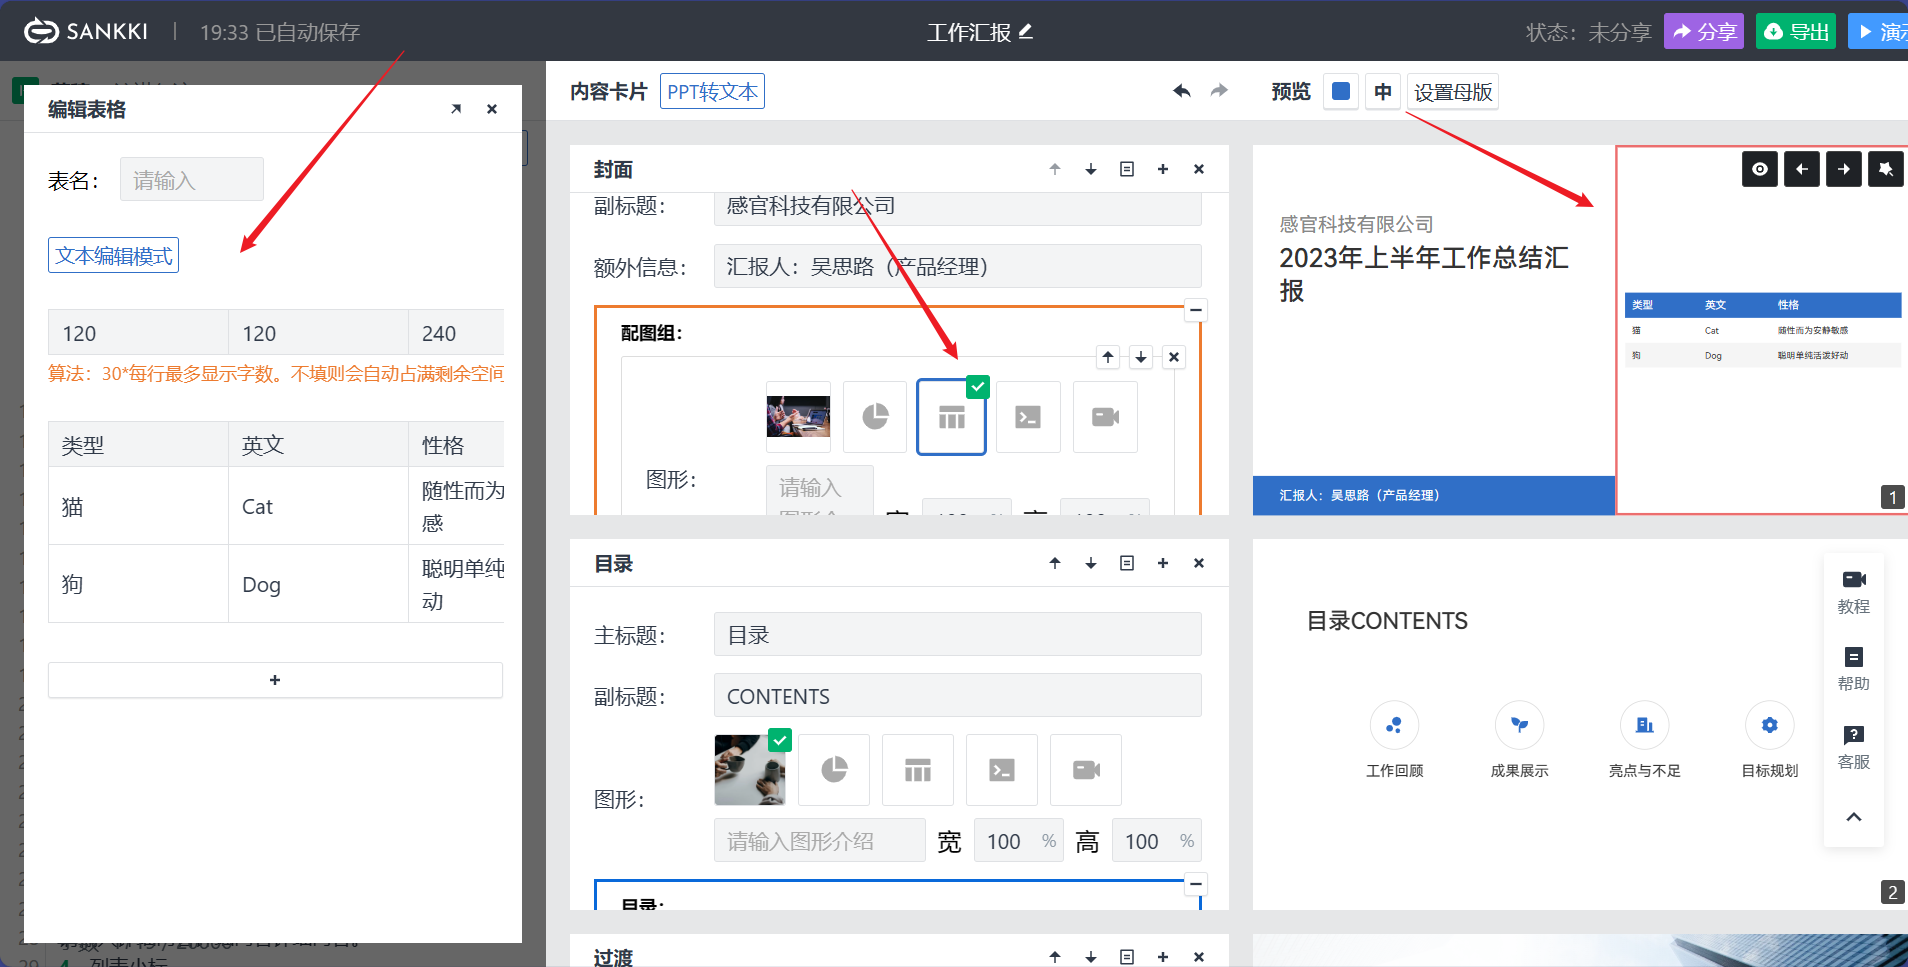 SANKKI
19:33 已自动保存
工作汇报
状态：未分享
分享
导出
演示
编辑表格
表名：
请输入
文本编辑模式
120
120
240
算法：30*每行最多显示字数。不填则会自动占满剩余空间
类型
英文
性格
猫
Cat
随性而为
感
狗
Dog
聪明单纯
动
+
内容卡片
PPT转文本
预览
中
设置母版
封面
副标题：
感官科技有限公司
额外信息：
汇报人：吴思路（产品经理）
配图组：
图形：
请输入
目录
主标题：
目录
副标题：
CONTENTS
图形：
请输入图形介绍
宽
100
%
高
100
%
目录：
过渡
感官科技有限公司
2023年上半年工作总结汇
报
汇报人：吴思路（产品经理）
类型
英文
性格
猫
Cat
随性而为安静敏感
狗
Dog
聪明单纯活泼好动
1
目录CONTENTS
工作回顾
成果展示
亮点与不足
目标规划
2
教程
帮助
客服